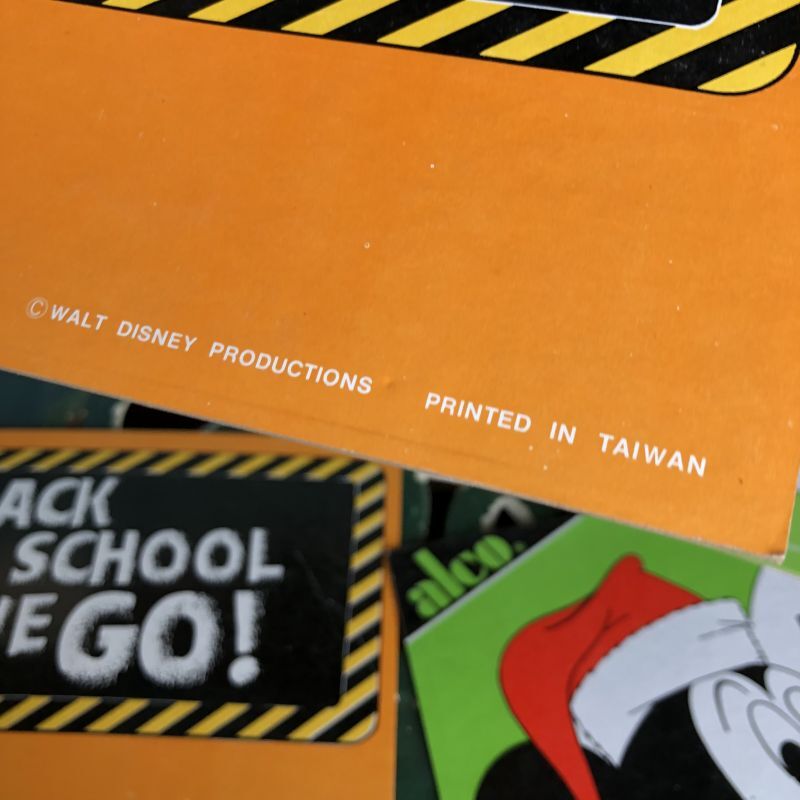 © WALT DISNEY PRODUCTIONS PRINTED IN TAIWAN
ACK
SCHOOL
GO!
alco.